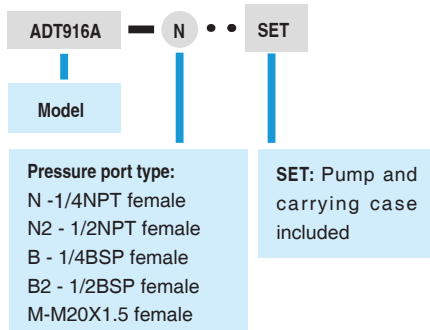 ADT916A — N • • SET
Model
Pressure port type:
N -1/4NPT female
N2 - 1/2NPT female
B - 1/4BSP female
B2 - 1/2BSP female
M-M20X1.5 female
SET: Pump and
carrying case
included